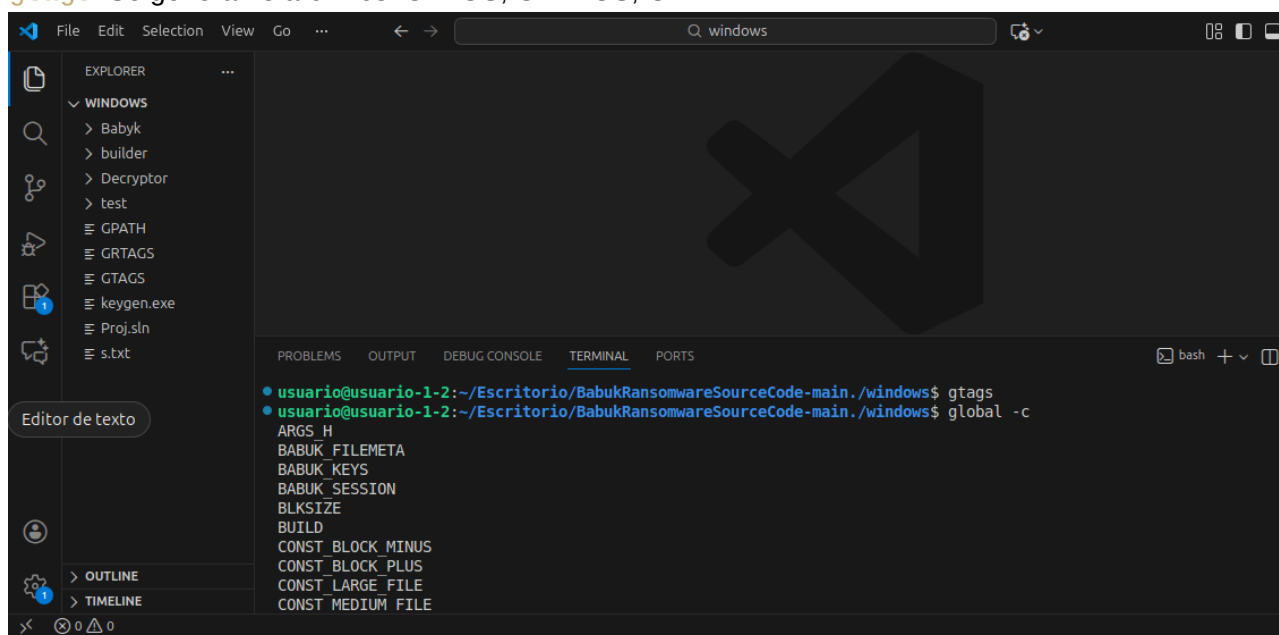 File Edit Selection View Go ··· ← → windows
EXPLORER ···
WINDOWS
Babyk
builder
Decryptor
test
GPATH
GRTAGS
GTAGS
keygen.exe
Proj.sln
s.txt
1
Editor de texto
1
OUTLINE
TIMELINE
0 0
PROBLEMS OUTPUT DEBUG CONSOLE TERMINAL PORTS bash
usuario@usuario-1-2:~/Escritorio/BabukRansomwareSourceCode-main./windows$ gtags
usuario@usuario-1-2:~/Escritorio/BabukRansomwareSourceCode-main./windows$ global -c
ARGS_H
BABUK_FILEMETA
BABUK_KEYS
BABUK_SESSION
BLKSIZE
BUILD
CONST_BLOCK_MINUS
CONST_BLOCK_PLUS
CONST_LARGE_FILE
CONST_MEDIUM_FILE